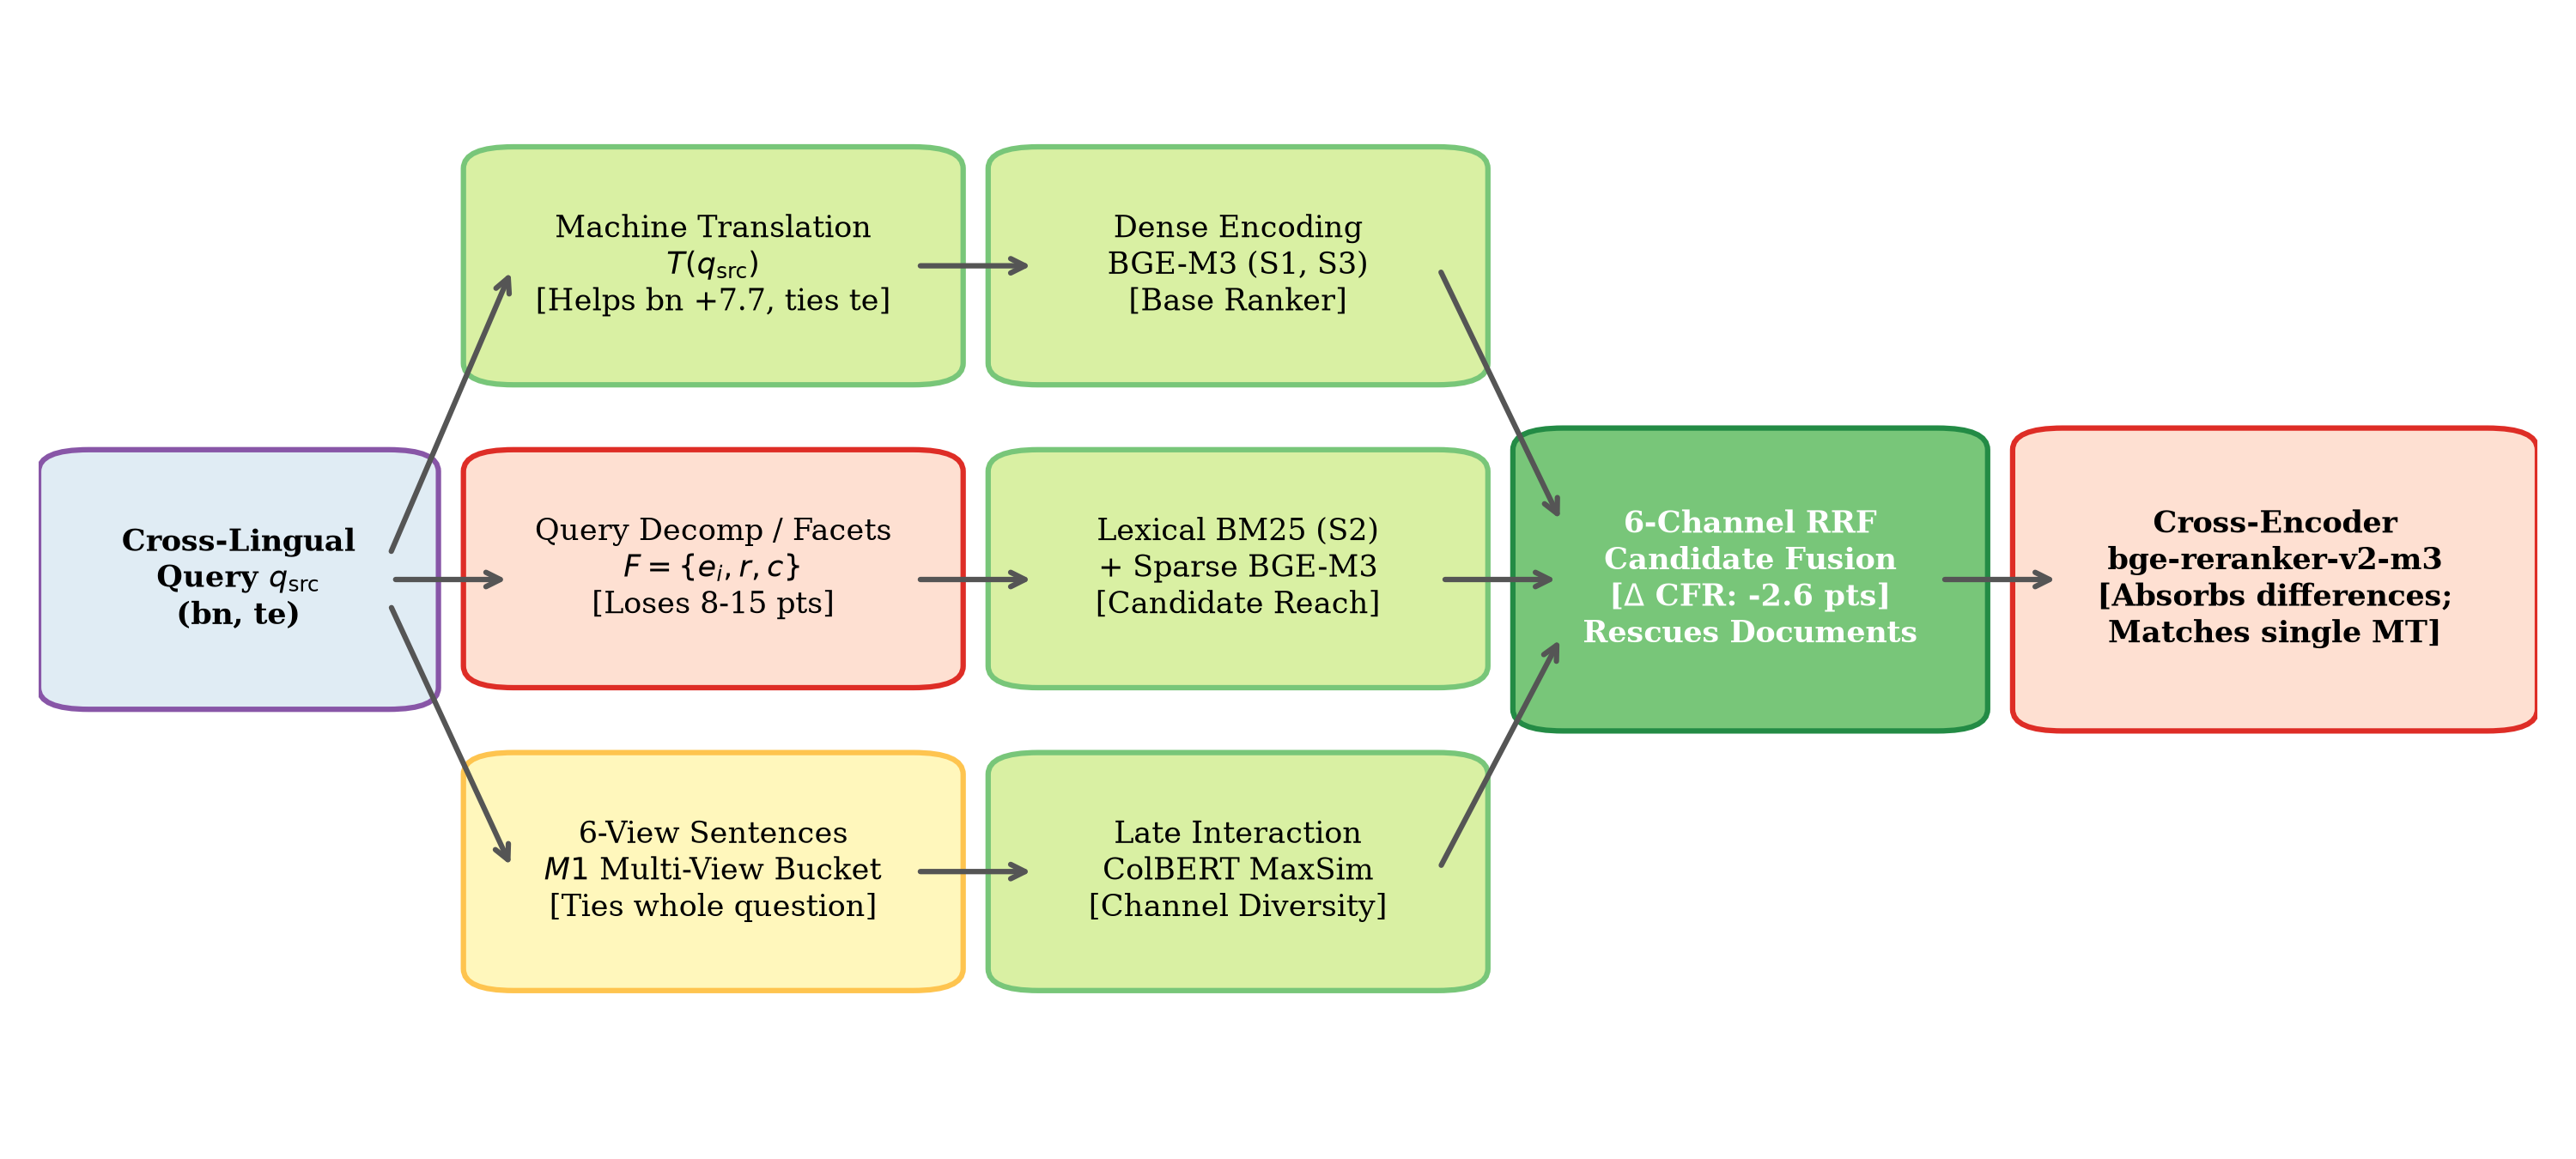 Cross-Lingual
Query q_src
(bn, te)
Machine Translation
T(q_src)
[Helps bn +7.7, ties te]
Dense Encoding
BGE-M3 (S1, S3)
[Base Ranker]
Query Decomp / Facets
F = {e_i, r, c}
[Loses 8-15 pts]
Lexical BM25 (S2)
+ Sparse BGE-M3
[Candidate Reach]
6-View Sentences
M1 Multi-View Bucket
[Ties whole question]
Late Interaction
ColBERT MaxSim
[Channel Diversity]
6-Channel RRF
Candidate Fusion
[Δ CFR: -2.6 pts]
Rescues Documents
Cross-Encoder
bge-reranker-v2-m3
[Absorbs differences;
Matches single MT]